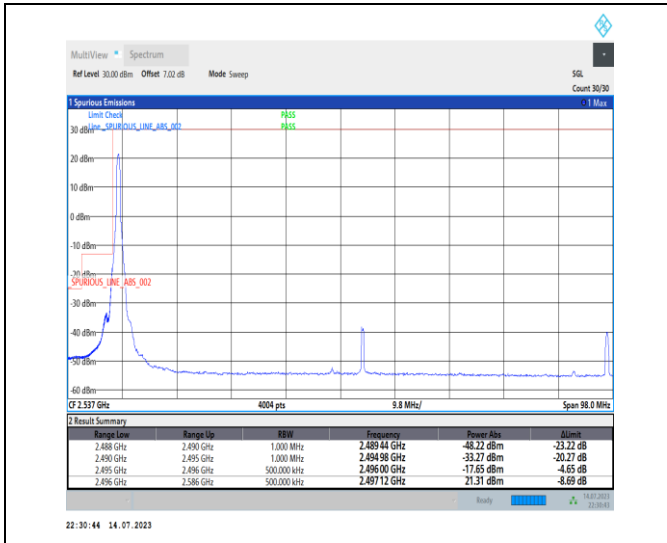 MultiView Spectrum
Ref Level 30.00 dBm Offset 7.02 dB Mode Sweep SGL
Count 30/30
1 Spurious Emissions 1 Max
Limit Check PASS
30 dBm Line _SPURIOUS_LINE_ABS_002 PASS
20 dBm
10 dBm
0 dBm
-10 dBm
-20 dBm
_SPURIOUS_LINE_ABS_002
-30 dBm
-40 dBm
-50 dBm
-60 dBm
CF 2.537 GHz 4004 pts 9.8 MHz/ Span 98.0 MHz
2 Result Summary
Range Low Range Up RBW Frequency Power Abs ΔLimit
2.488 GHz 2.490 GHz 1.000 MHz 2.489 44 GHz -48.22 dBm -23.22 dB
2.490 GHz 2.495 GHz 1.000 MHz 2.494 98 GHz -33.27 dBm -20.27 dB
2.495 GHz 2.496 GHz 500.000 kHz 2.496 00 GHz -17.65 dBm -4.65 dB
2.496 GHz 2.586 GHz 500.000 kHz 2.497 12 GHz 21.31 dBm -8.69 dB
Ready 14.07.2023
22:30:43
22:30:44 14.07.2023